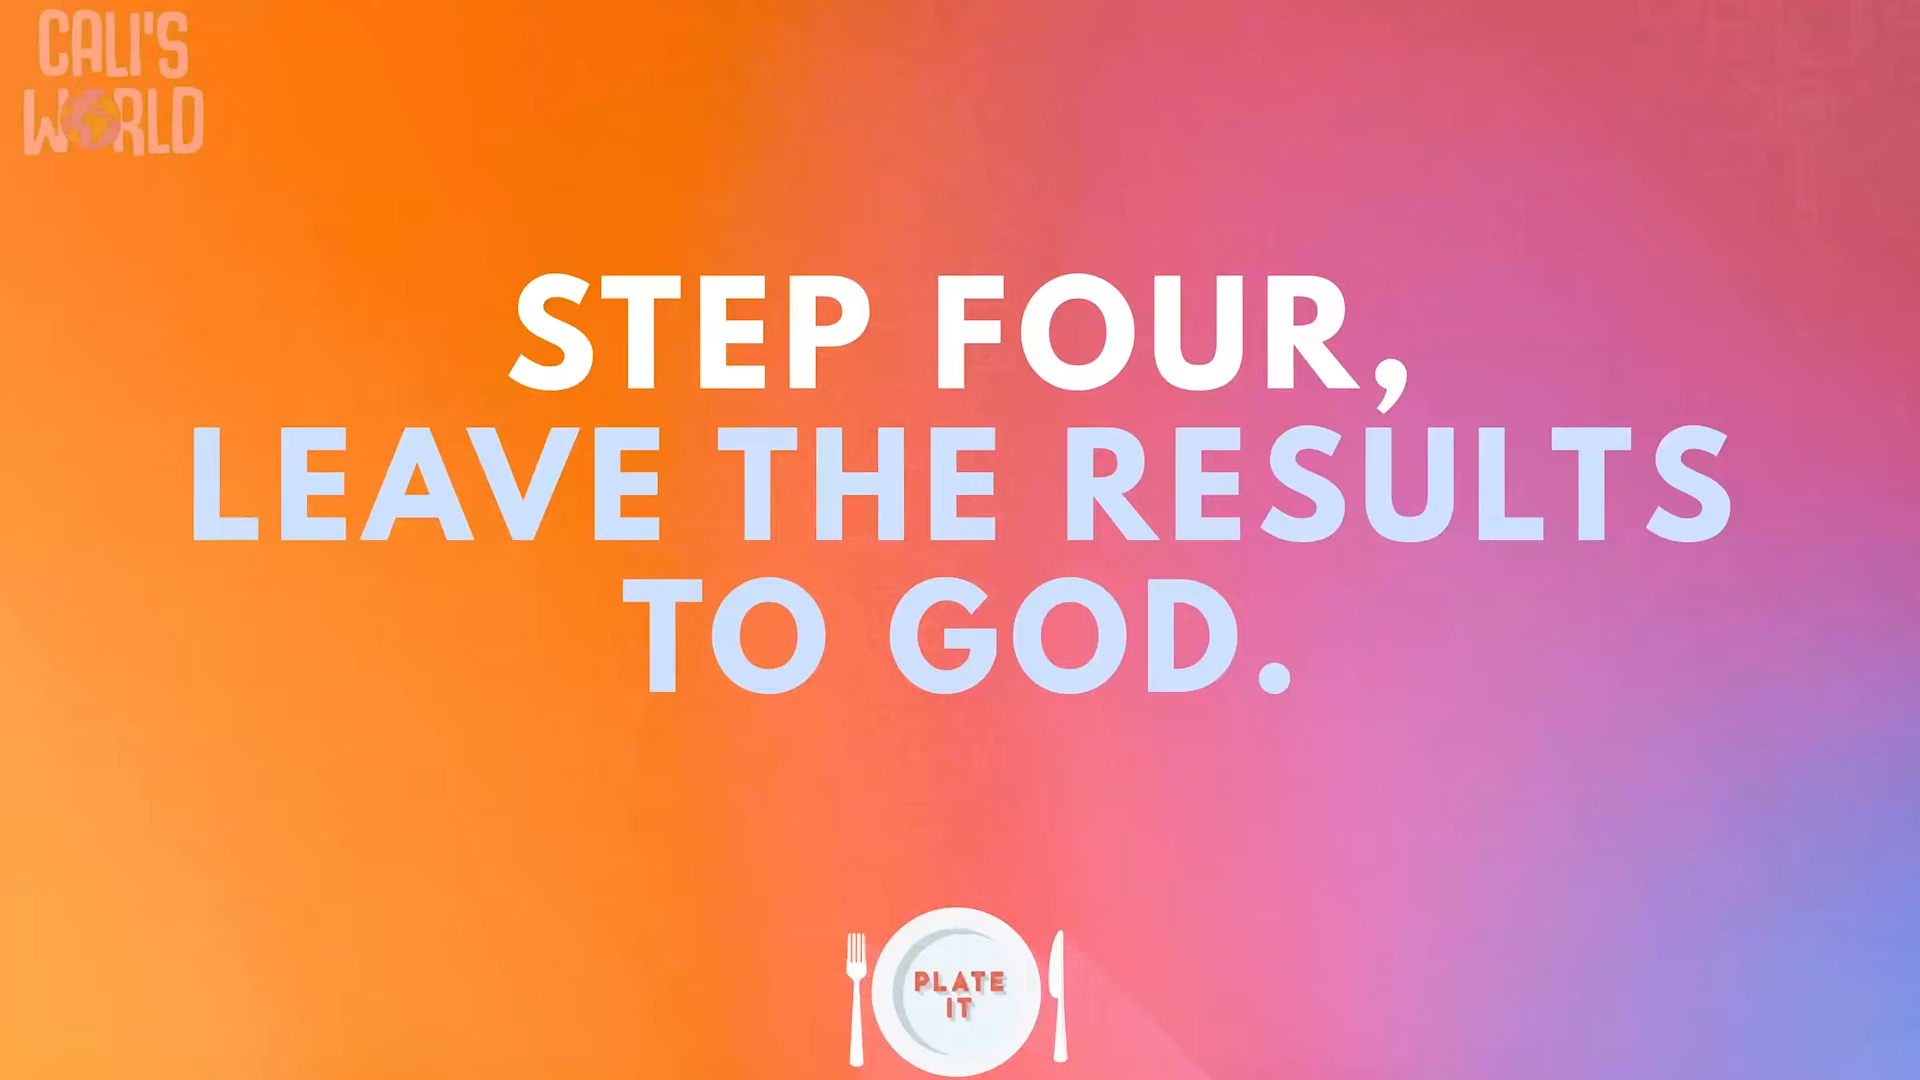 CALI'S
WORLD
STEP FOUR,
LEAVE THE RESULTS
TO GOD.
PLATE
IT